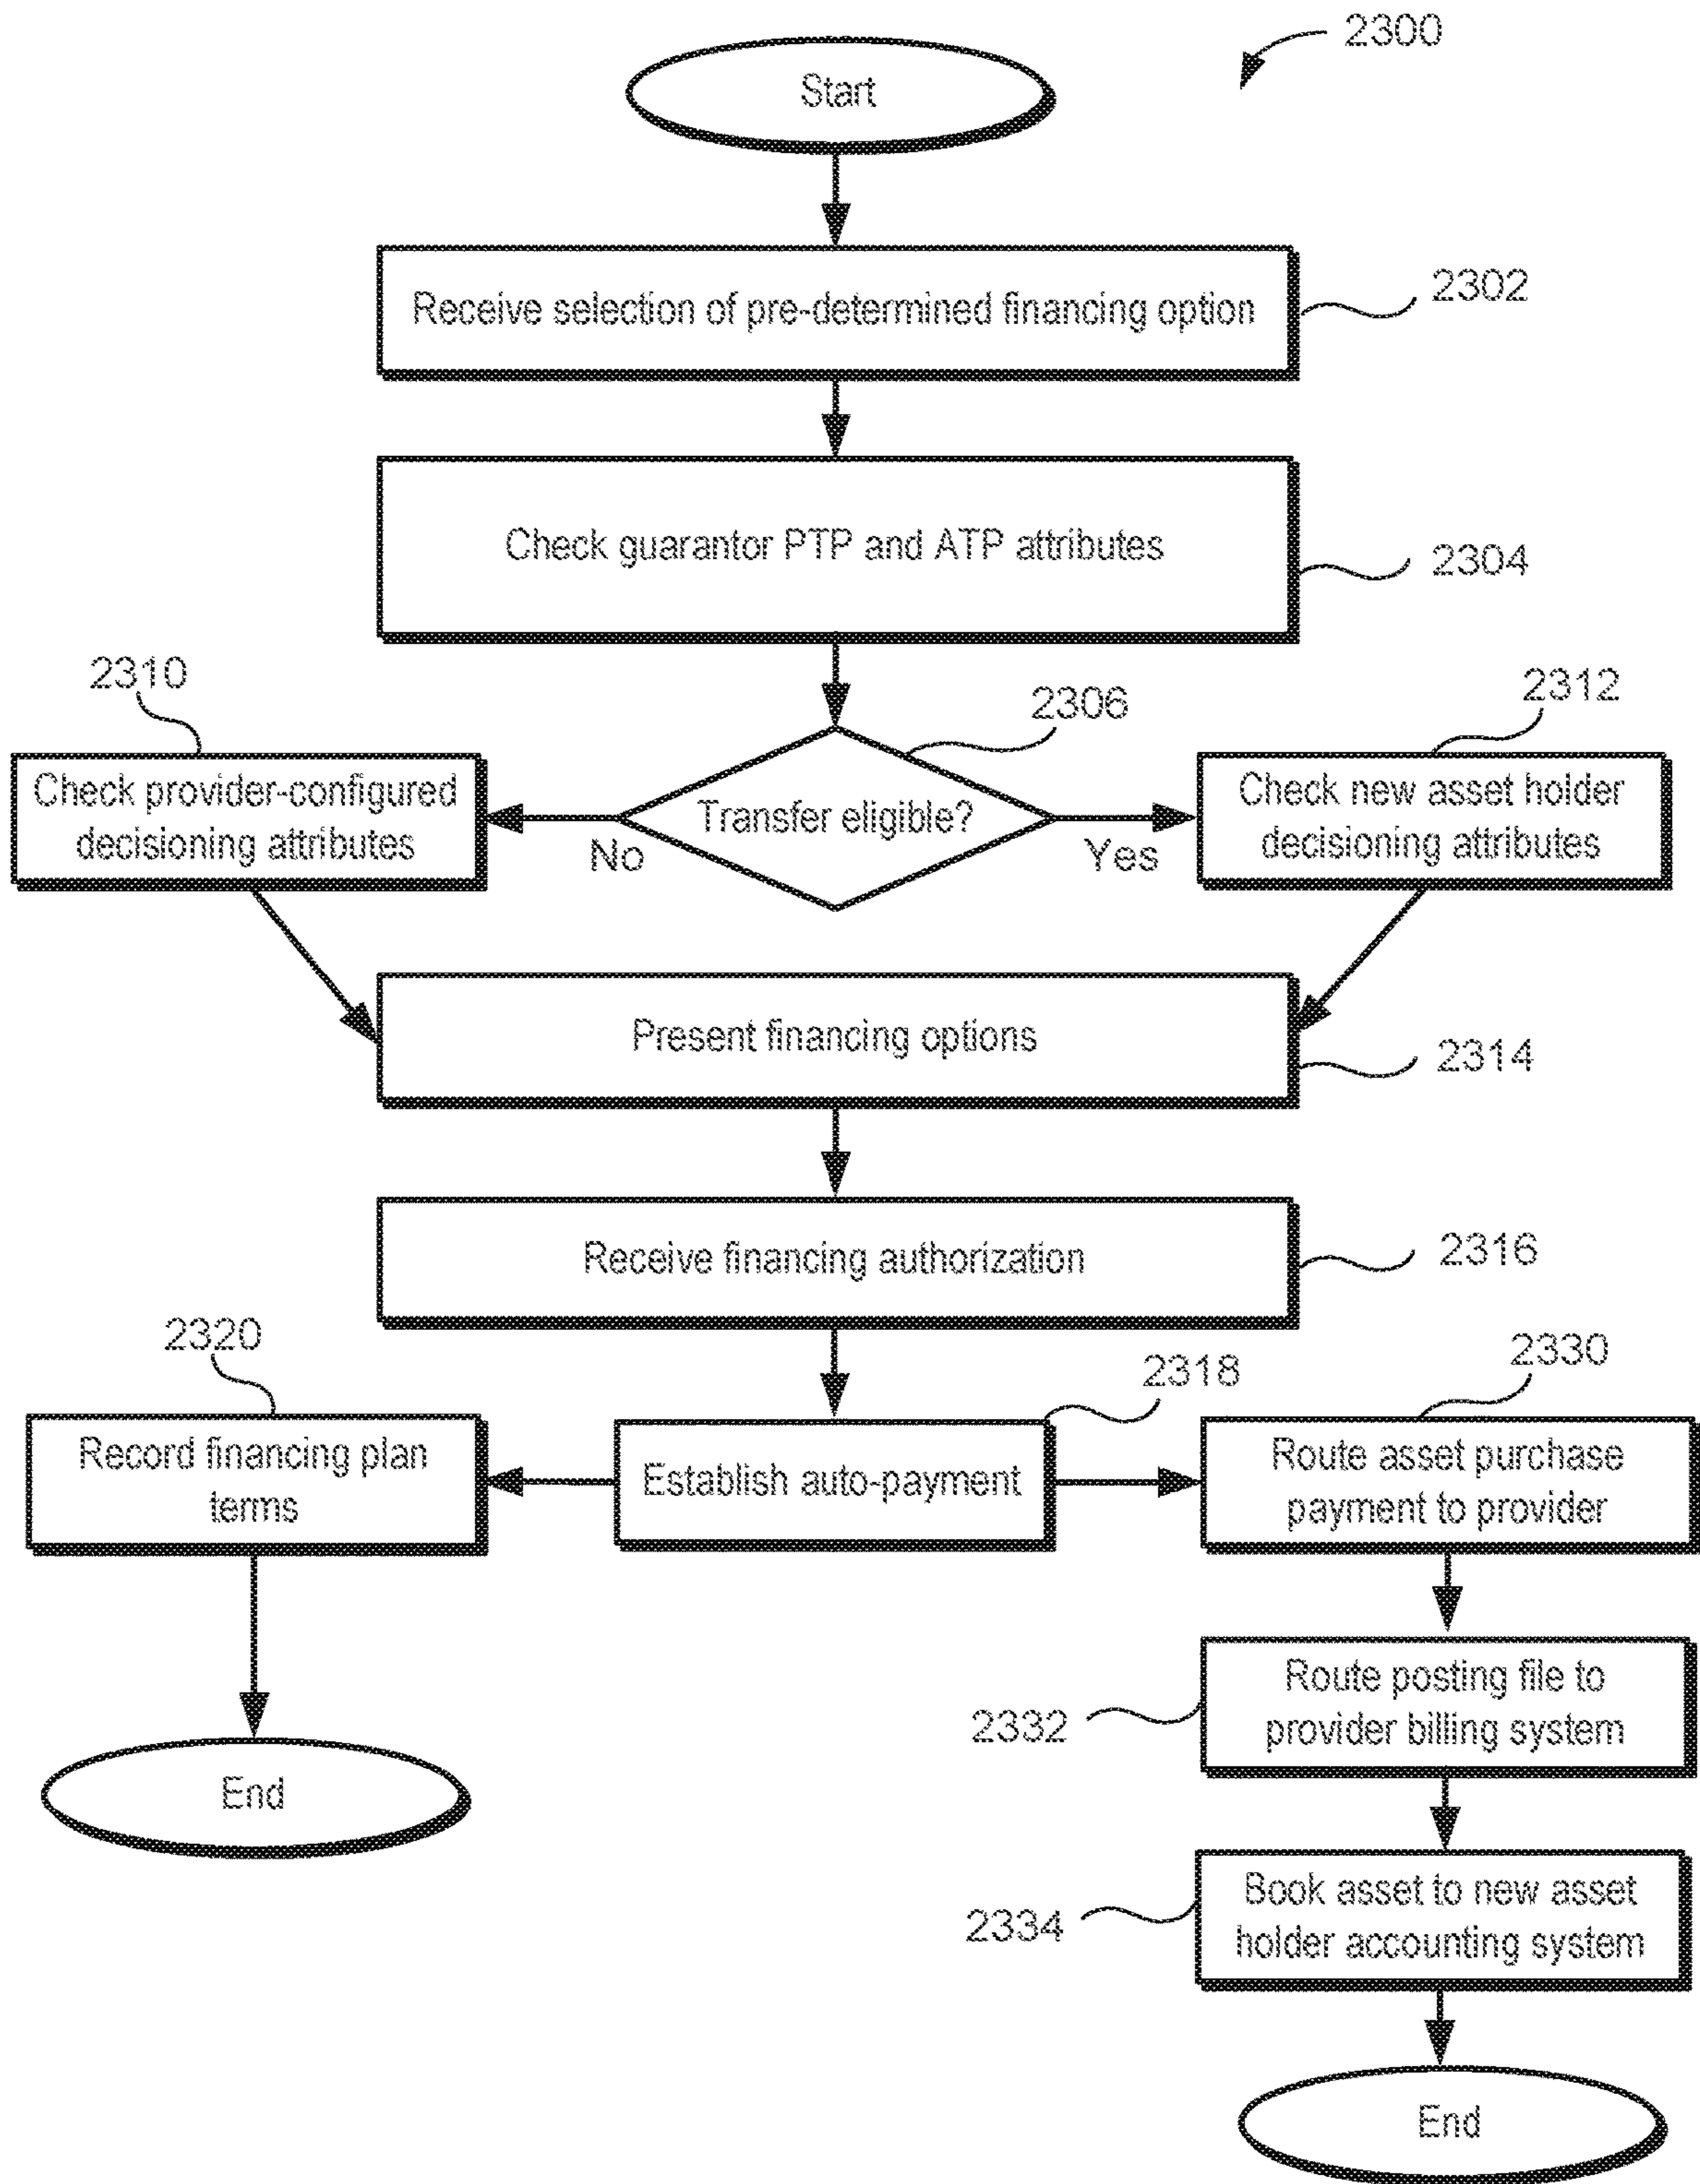 2300
Start
Receive selection of pre-determined financing option
2302
Check guarantor PTP and ATP attributes
2304
2310
2306
2312
Check provider-configured
decisioning attributes
Transfer eligible?
No
Yes
Check new asset holder
decisioning attributes
Present financing options
2314
Receive financing authorization
2316
2320
2318
2330
Record financing plan
terms
Establish auto-payment
Route asset purchase
payment to provider
2332
Route posting file to
provider billing system
End
2334
Book asset to new asset
holder accounting system
End